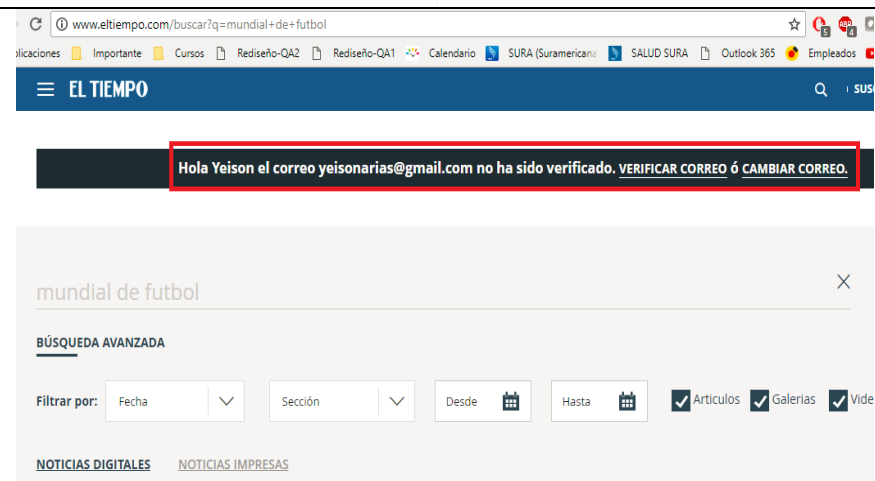 www.eltiempo.com/buscar?q=mundial+de+futbol
Importante Cursos Rediseño-QA2 Rediseño-QA1 Calendario SURA (Suramericana SALUD SURA Outlook 365 Empleados
EL TIEMPO
Hola Yeison el correo yeisonarias@gmail.com no ha sido verificado. VERIFICAR CORREO ó CAMBIAR CORREO.
mundial de futbol
BÚSQUEDA AVANZADA
Filtrar por: Fecha Sección Desde Hasta Articulos Galerias
NOTICIAS DIGITALES NOTICIAS IMPRESAS